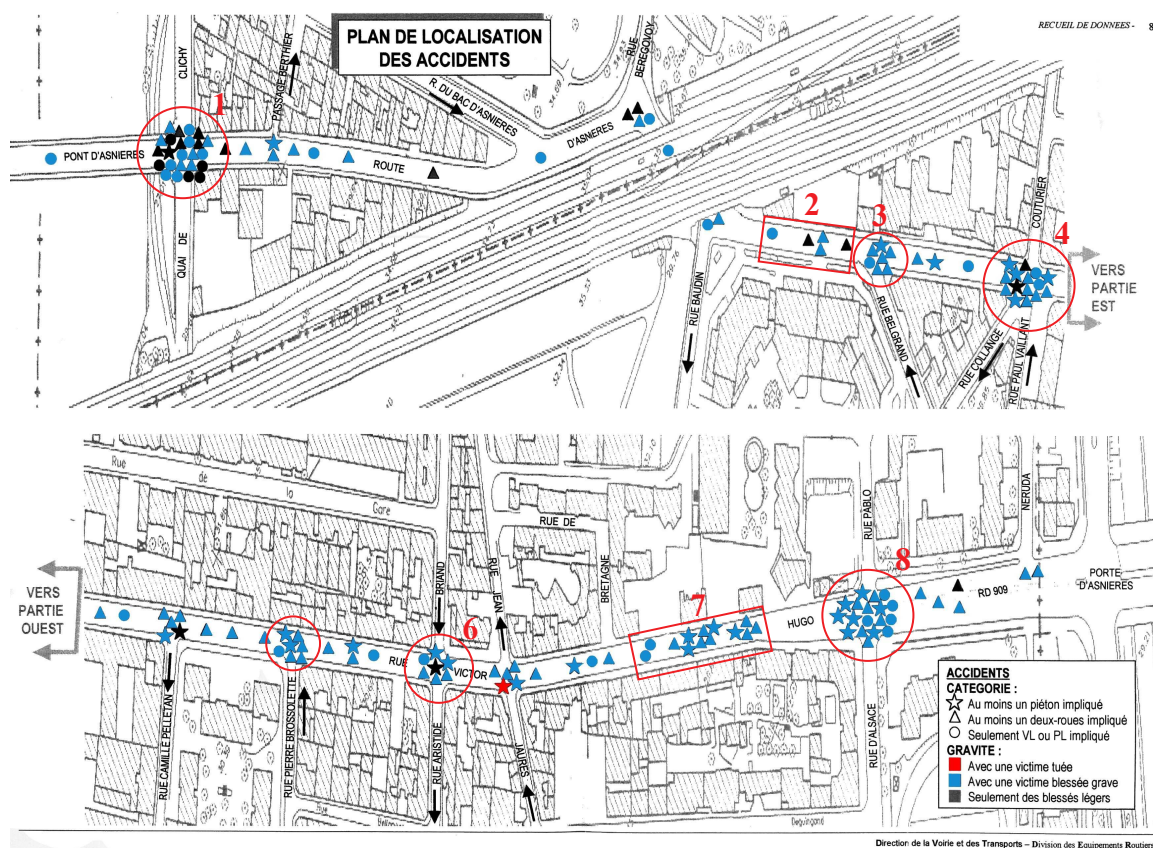 RECUEIL DE DONNEES - 8
PLAN DE LOCALISATION
DES ACCIDENTS
CLICHY
PASSAGE BERTHIER
R. DU BAC D'ASNIERES
RUE
BEREGOVOY
D'ASNIERES
1
PONT D'ASNIERES
ROUTE
QUAI DE
2
3
4
COUTURIER
VERS
PARTIE
EST
RUE BAUDIN
RUE BELGRAND
RUE COLLANGE
RUE PAUL VAILLANT
Rue
de
la
Gare
BRIAND
RUE JEAN
RUE DE
BRETAGNE
RUE PABLO
NERUDA
VERS
PARTIE
OUEST
6
7
8
RUE
VICTOR
HUGO
RD 909
PORTE
D'ASNIERES
RUE CAMILLE PELLETAN
RUE PIERRE BROSSOLETTE
RUE ARISTIDE
JAURES
RUE D'ALSACE
ACCIDENTS
CATEGORIE :
Au moins un piéton impliqué
Au moins un deux-roues impliqué
Seulement VL ou PL impliqué
GRAVITE :
Avec une victime tuée
Avec une victime blessée grave
Seulement des blessés légers
Direction de la Voirie et des Transports – Division des Equipements Routiers